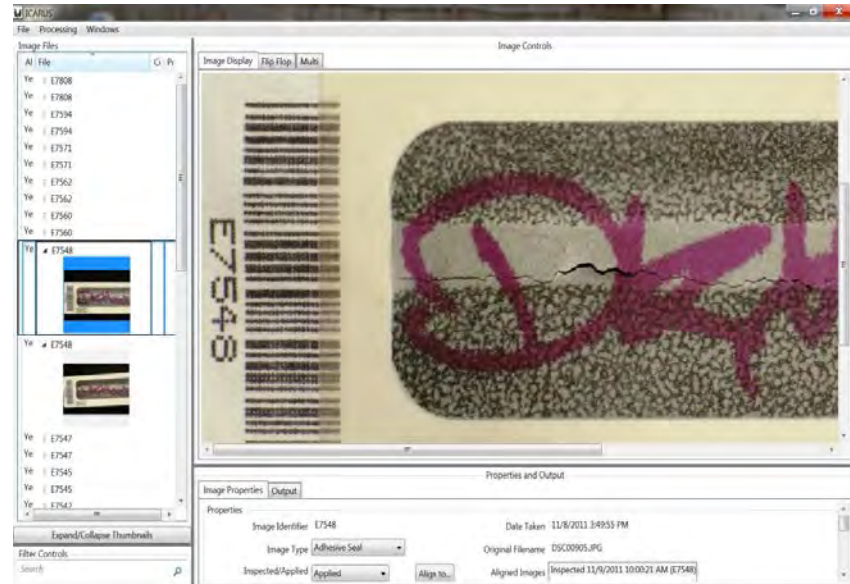 ICARUS
File Processing Windows
Image Files
Al File G Pr
Ye E7808
Ye E7808
Ye E7594
Ye E7594
Ye E7571
Ye E7571
Ye E7562
Ye E7562
Ye E7560
Ye E7560
Ye E7548
Ye E7548
Ye E7547
Ye E7547
Ye E7545
Ye E7545
Ye E7542
Expand/Collapse Thumbnails
Filter Controls
Search
Image Controls
Image Display Flip Flop Multi
E7548
Properties and Output
Image Properties Output
Properties
Image Identifier E7548 Date Taken 11/8/2011 3:49:55 PM
Image Type Adhesive Seal Original Filename DSC00905.JPG
Inspected/Applied Applied Align to... Aligned Images Inspected 11/9/2011 10:00:21 AM (E7548)